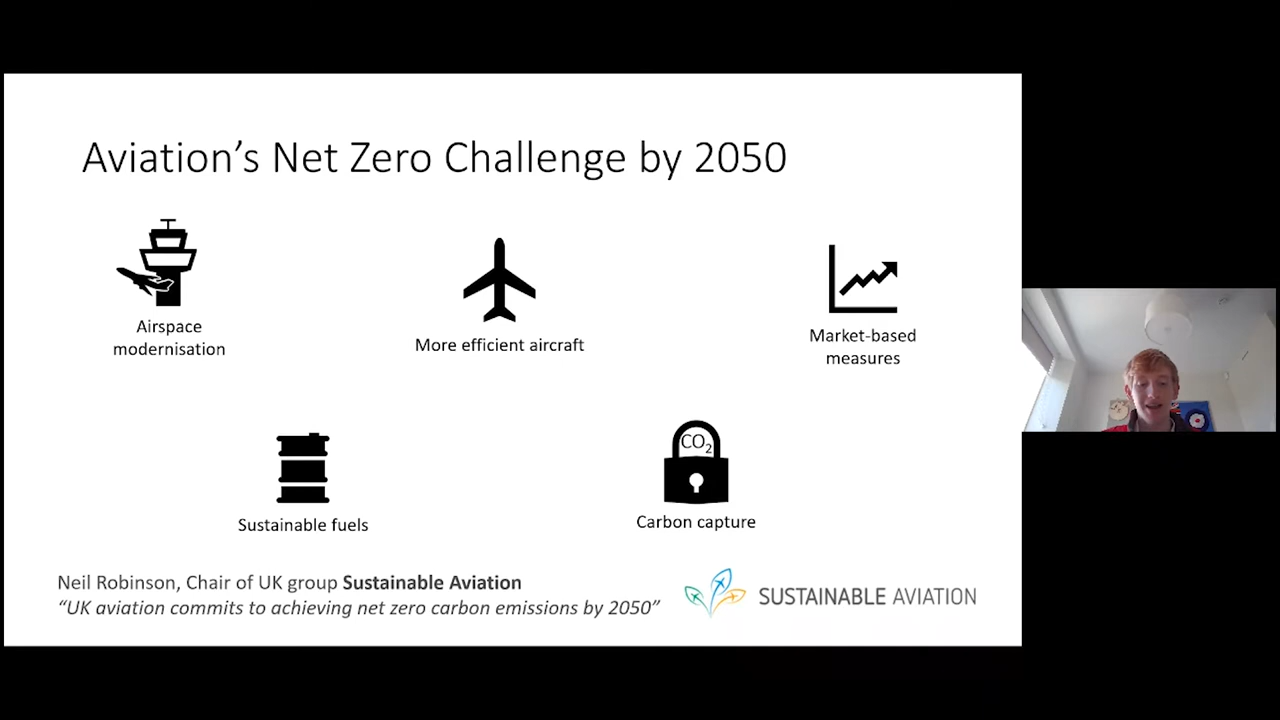 Aviation’s Net Zero Challenge by 2050
Airspace
modernisation
More efficient aircraft
Market-based
measures
CO₂
Sustainable fuels
Carbon capture
Neil Robinson, Chair of UK group Sustainable Aviation
“UK aviation commits to achieving net zero carbon emissions by 2050”
SUSTAINABLE AVIATION